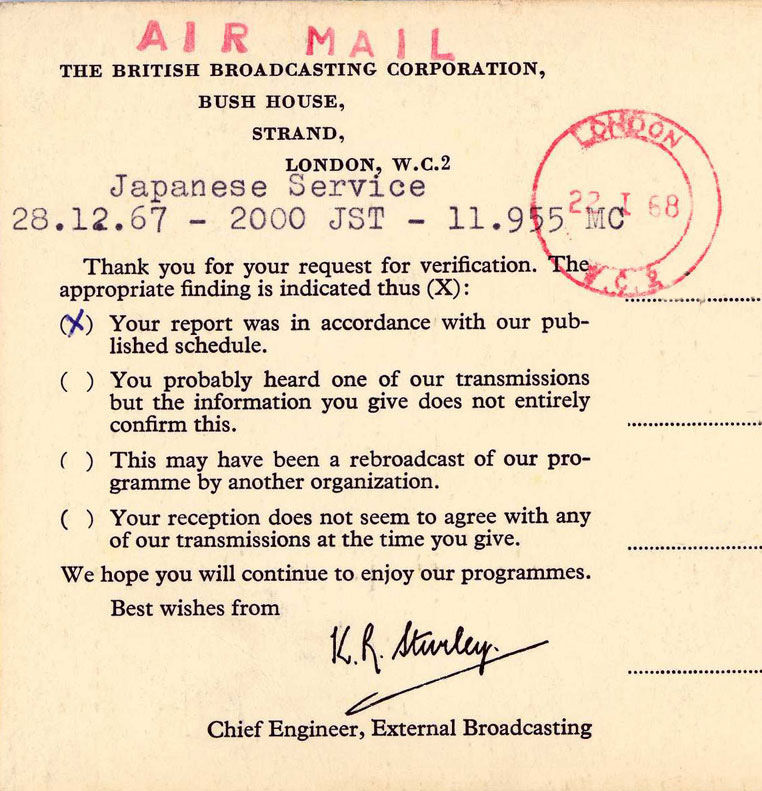 AIR MAIL
THE BRITISH BROADCASTING CORPORATION,
BUSH HOUSE,
STRAND,
LONDON, W.C.2
Japanese Service
28.12.67 - 2000 JST - 11.955 MC
LONDON
22 I 68
W.C.2
Thank you for your request for verification. The
appropriate finding is indicated thus (X):
(X) Your report was in accordance with our pub-
lished schedule.
( ) You probably heard one of our transmissions
but the information you give does not entirely
confirm this.
( ) This may have been a rebroadcast of our pro-
gramme by another organization.
( ) Your reception does not seem to agree with any
of our transmissions at the time you give.
We hope you will continue to enjoy our programmes.
Best wishes from
K. R. Sturley.
Chief Engineer, External Broadcasting